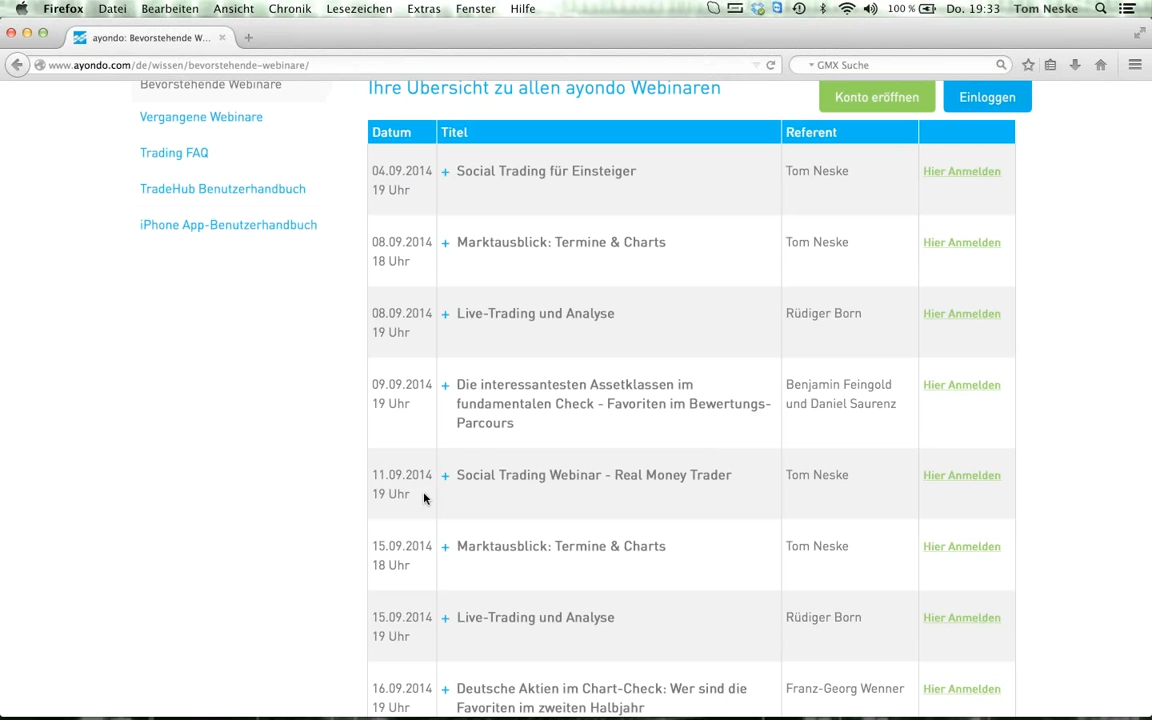 Firefox Datei Bearbeiten Ansicht Chronik Lesezeichen Extras Fenster Hilfe 100 % Do. 19:33 Tom Neske
ayondo: Bevorstehende W...
www.ayondo.com/de/wissen/bevorstehende-webinare/ GMX Suche
Bevorstehende Webinare
Vergangene Webinare
Trading FAQ
TradeHub Benutzerhandbuch
iPhone App-Benutzerhandbuch
Ihre Übersicht zu allen ayondo Webinaren
Konto eröffnen Einloggen
Datum Titel Referent
04.09.2014 + Social Trading für Einsteiger Tom Neske Hier Anmelden
19 Uhr
08.09.2014 + Marktausblick: Termine & Charts Tom Neske Hier Anmelden
18 Uhr
08.09.2014 + Live-Trading und Analyse Rüdiger Born Hier Anmelden
19 Uhr
09.09.2014 + Die interessantesten Assetklassen im Benjamin Feingold Hier Anmelden
19 Uhr fundamentalen Check - Favoriten im Bewertungs- und Daniel Saurenz
Parcours
11.09.2014 + Social Trading Webinar - Real Money Trader Tom Neske Hier Anmelden
19 Uhr
15.09.2014 + Marktausblick: Termine & Charts Tom Neske Hier Anmelden
18 Uhr
15.09.2014 + Live-Trading und Analyse Rüdiger Born Hier Anmelden
19 Uhr
16.09.2014 + Deutsche Aktien im Chart-Check: Wer sind die Franz-Georg Wenner Hier Anmelden
19 Uhr Favoriten im zweiten Halbjahr